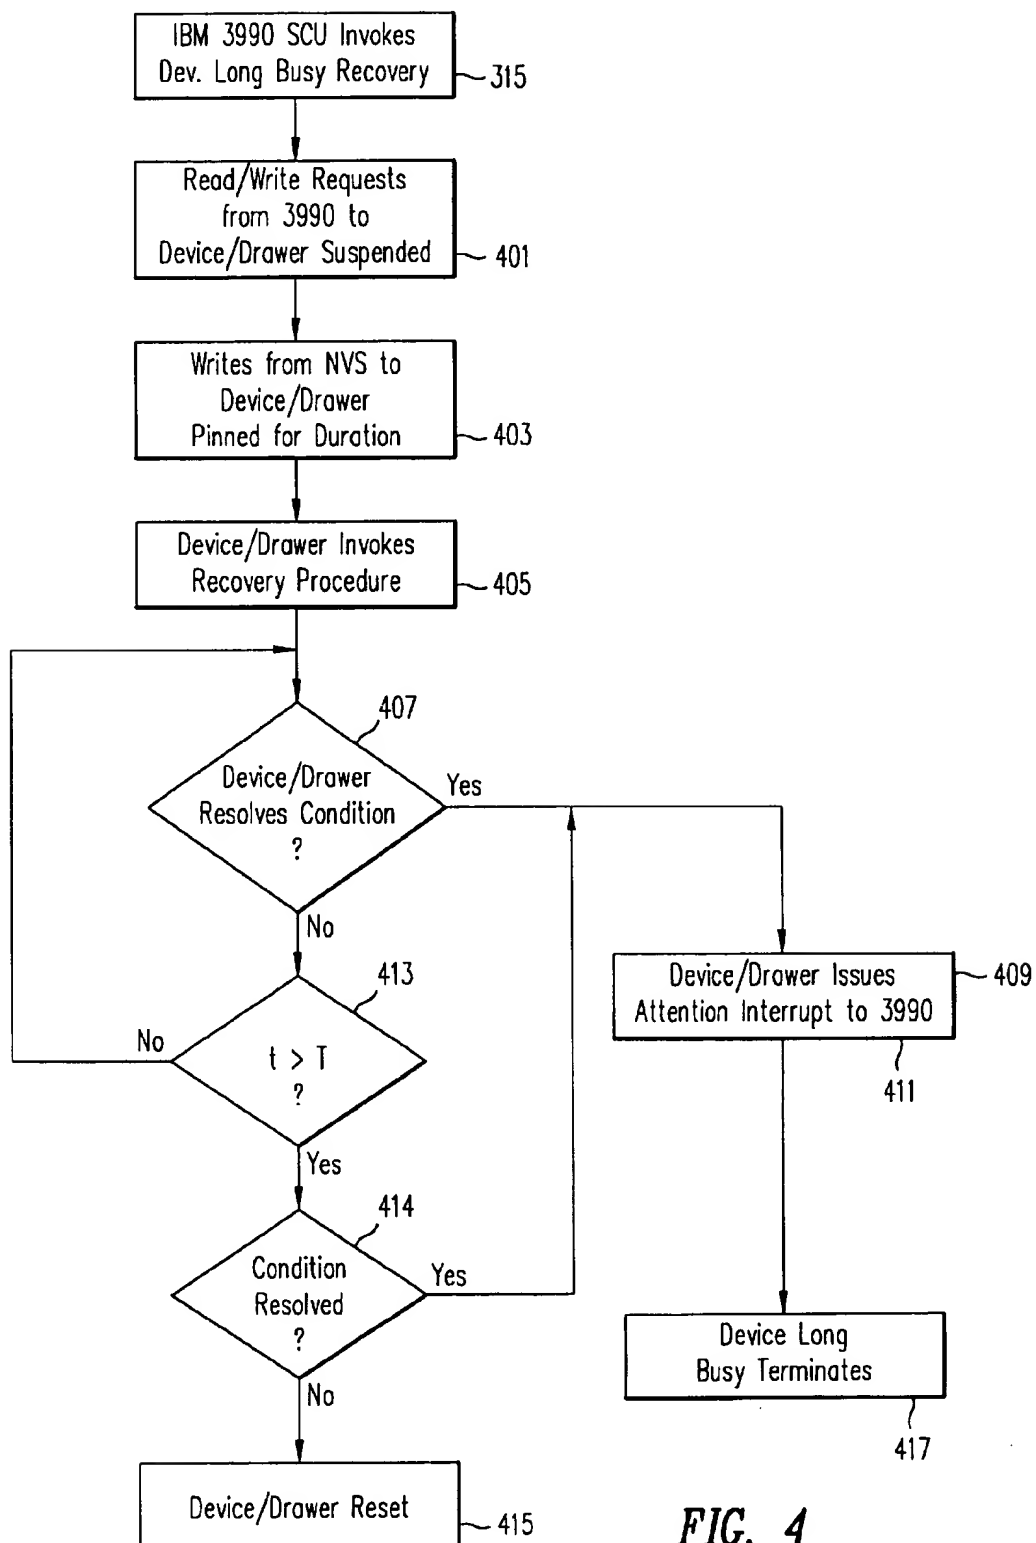 IBM 3990 SCU Invokes
Dev. Long Busy Recovery
315
Read/Write Requests
from 3990 to
Device/Drawer Suspended
401
Writes from NVS to
Device/Drawer
Pinned for Duration
403
Device/Drawer Invokes
Recovery Procedure
405
407
Device/Drawer
Resolves Condition
?
Yes
No
413
t > T
?
No
Yes
Device/Drawer Issues
Attention Interrupt to 3990
409
411
414
Condition
Resolved
?
Yes
No
Device Long
Busy Terminates
417
Device/Drawer Reset
415
FIG. 4